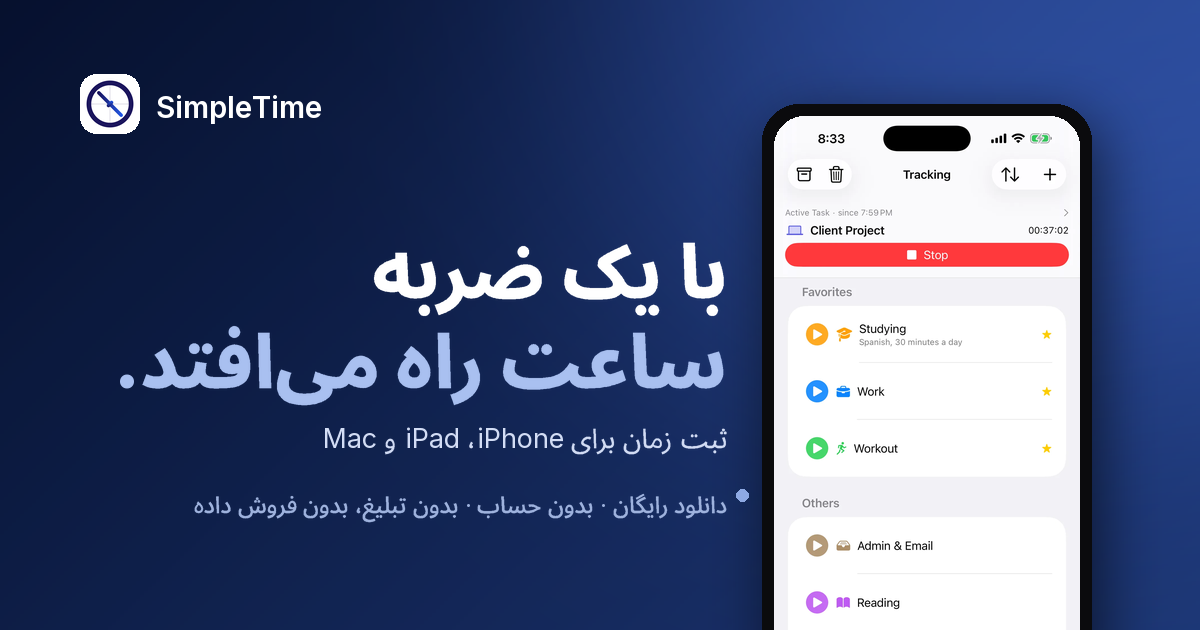 SimpleTime
با یک ضربه
ساعت راه می‌افتد.
ثبت زمان برای iPhone، iPad و Mac
دانلود رایگان · بدون حساب · بدون تبلیغ، بدون فروش داده
8:33
Tracking
Active Task · since 7:59 PM
Client Project
00:37:02
Stop
Favorites
Studying
Spanish, 30 minutes a day
Work
Workout
Others
Admin & Email
Reading